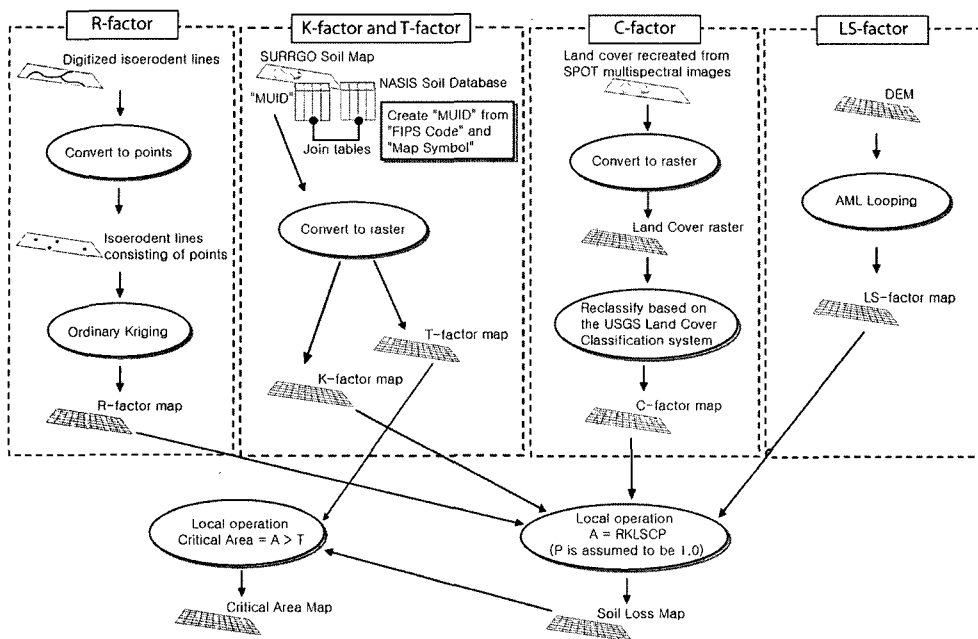 R-factor
Digitized isoerodent lines
Convert to points
Isoerodent lines
consisting of points
Ordinary Kriging
R-factor map
K-factor and T-factor
SURRGO Soil Map
NASIS Soil Database
"MUID"
Join tables
Create "MUID" from
"FIPS Code" and
"Map Symbol"
Convert to raster
T-factor map
K-factor map
C-factor
Land cover recreated from
SPOT multispectral images
Convert to raster
Land Cover raster
Reclassify based on
the USGS Land Cover
Classification system
C-factor map
LS-factor
DEM
AML Looping
LS-factor map
Local operation
Critical Area = A > T
Critical Area Map
Local operation
A = RKLSCP
(P is assumed to be 1.0)
Soil Loss Map